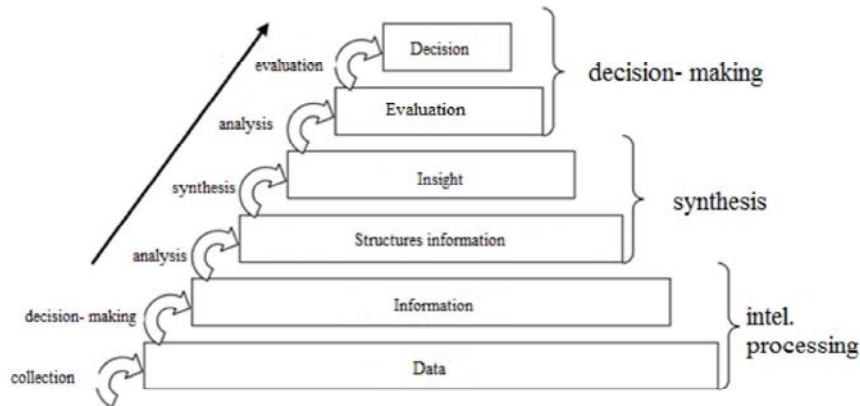 Decision
evaluation
decision- making
Evaluation
analysis
Insight
synthesis
synthesis
Structures information
analysis
Information
decision- making
intel.
processing
Data
collection